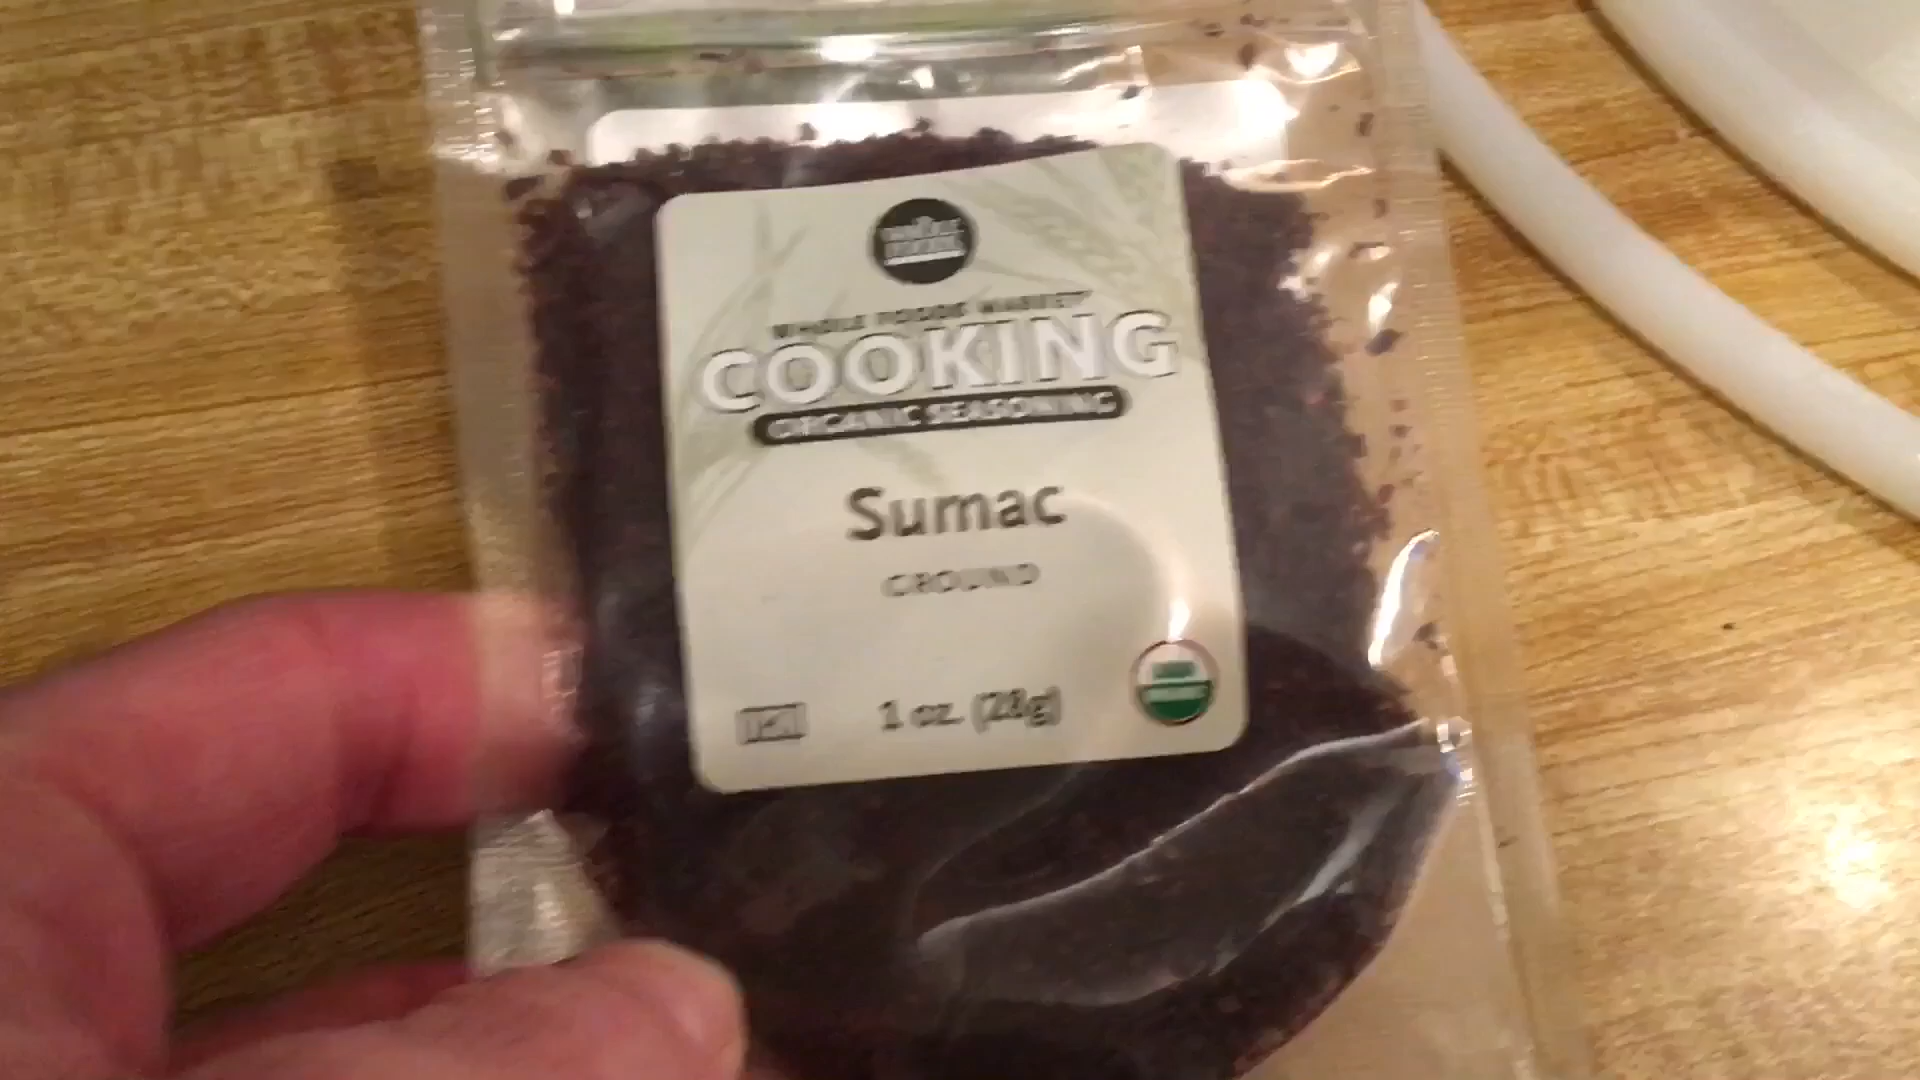 WHOLE FOODS MARKET
COOKING
ORGANIC SEASONING
Sumac
GROUND
1 oz. (28g)